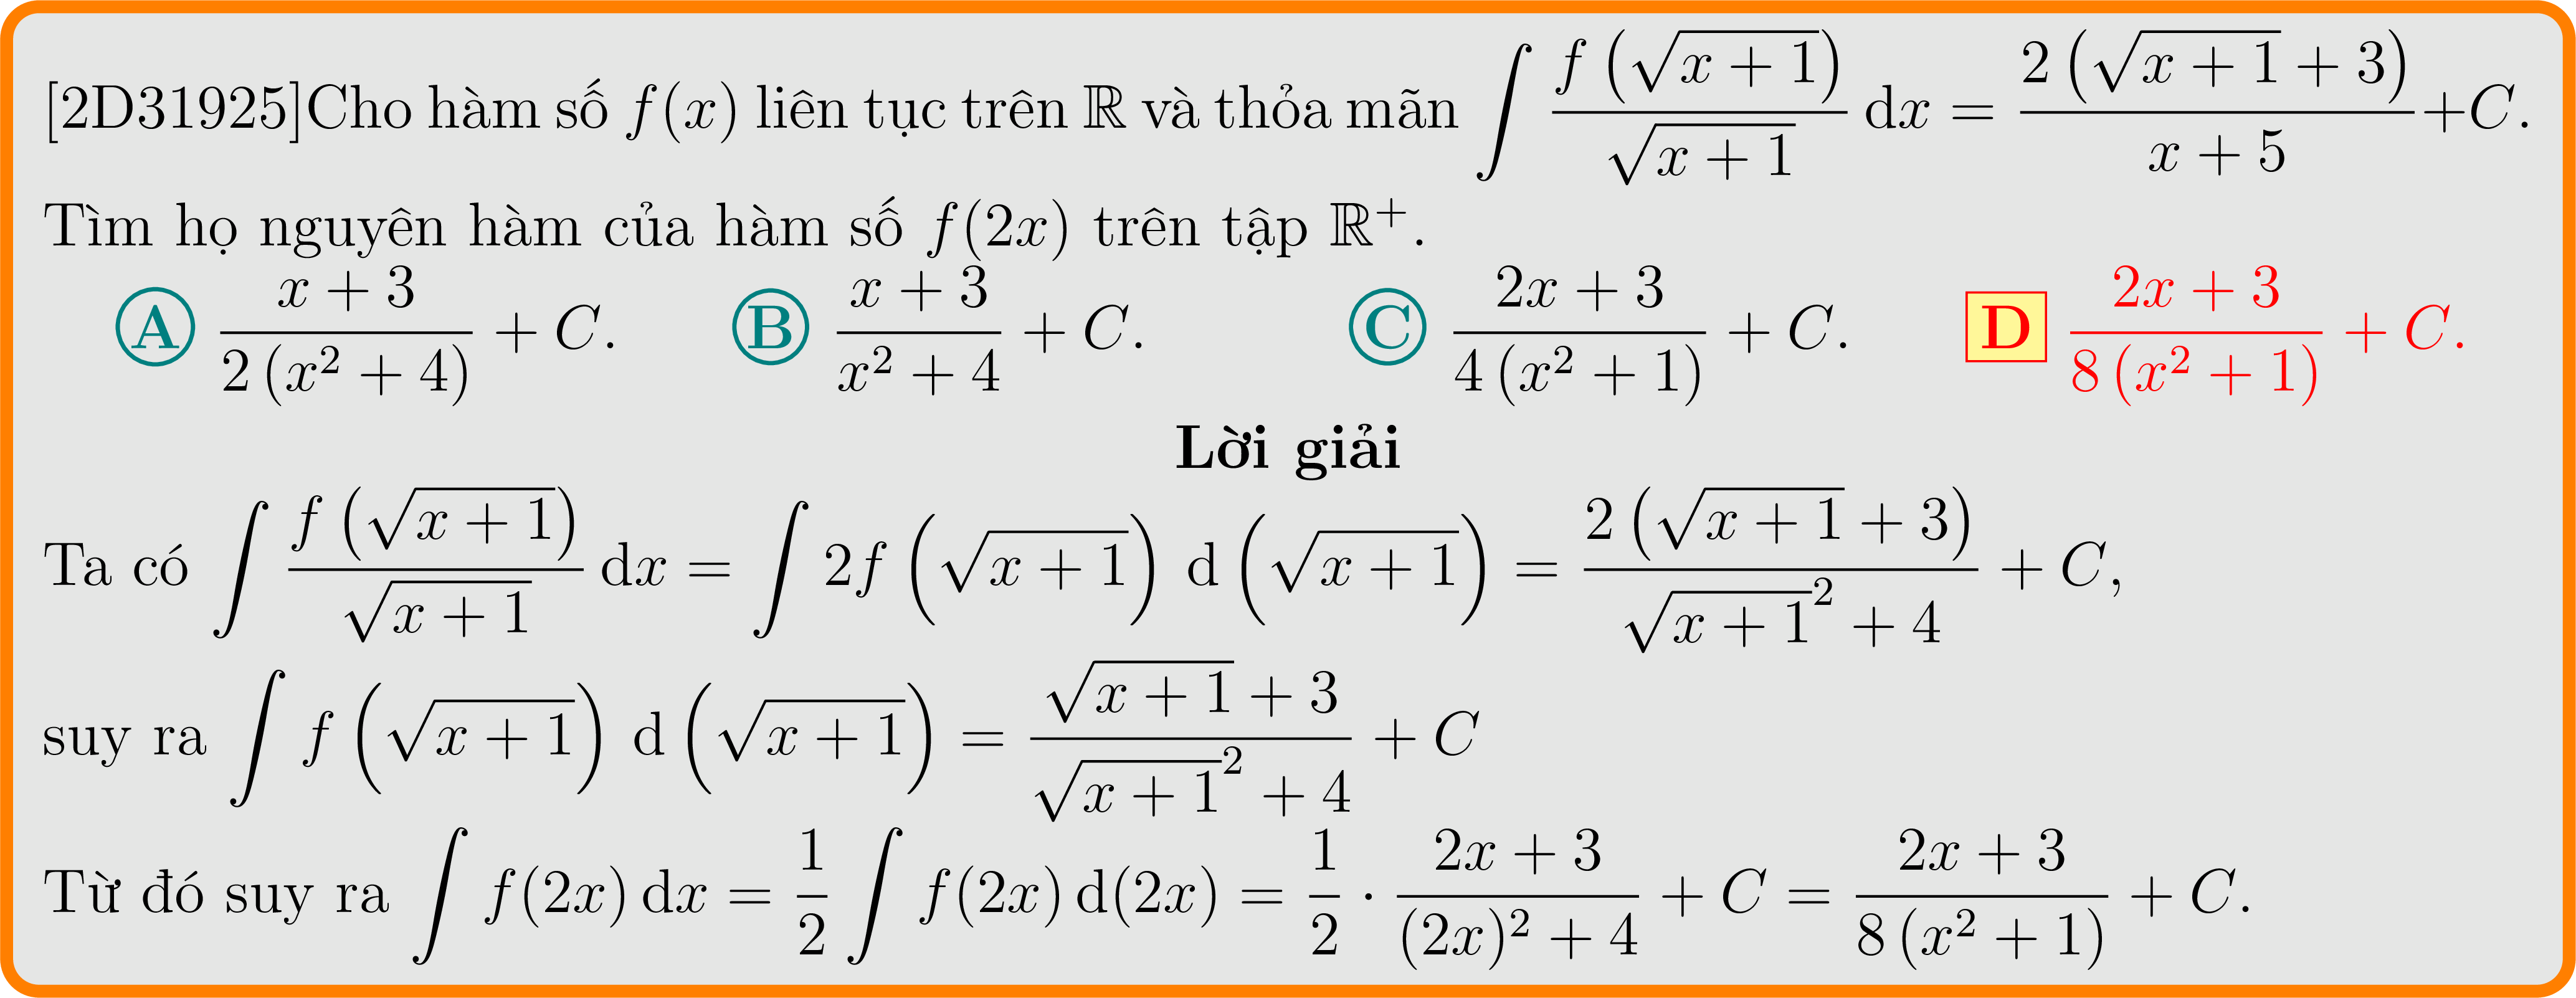 [2D31925]Cho hàm số $f(x)$ liên tục trên $\mathbb{R}$ và thỏa mãn $\int \frac{f\left(\sqrt{x+1}\right)}{\sqrt{x+1}}\,\mathrm{d}x = \frac{2\left(\sqrt{x+1}+3\right)}{x+5}+C$.
Tìm họ nguyên hàm của hàm số $f(2x)$ trên tập $\mathbb{R}^+$.
A $\frac{x+3}{2\left(x^2+4\right)}+C$. B $\frac{x+3}{x^2+4}+C$. C $\frac{2x+3}{4\left(x^2+1\right)}+C$. D $\frac{2x+3}{8\left(x^2+1\right)}+C$.
Lời giải
Ta có $\int \frac{f\left(\sqrt{x+1}\right)}{\sqrt{x+1}}\,\mathrm{d}x = \int 2f\left(\sqrt{x+1}\right)\,\mathrm{d}\left(\sqrt{x+1}\right) = \frac{2\left(\sqrt{x+1}+3\right)}{\sqrt{x+1}^2+4}+C$,
suy ra $\int f\left(\sqrt{x+1}\right)\,\mathrm{d}\left(\sqrt{x+1}\right) = \frac{\sqrt{x+1}+3}{\sqrt{x+1}^2+4}+C$
Từ đó suy ra $\int f(2x)\,\mathrm{d}x = \frac{1}{2}\int f(2x)\,\mathrm{d}(2x) = \frac{1}{2}\cdot\frac{2x+3}{(2x)^2+4}+C = \frac{2x+3}{8\left(x^2+1\right)}+C$.